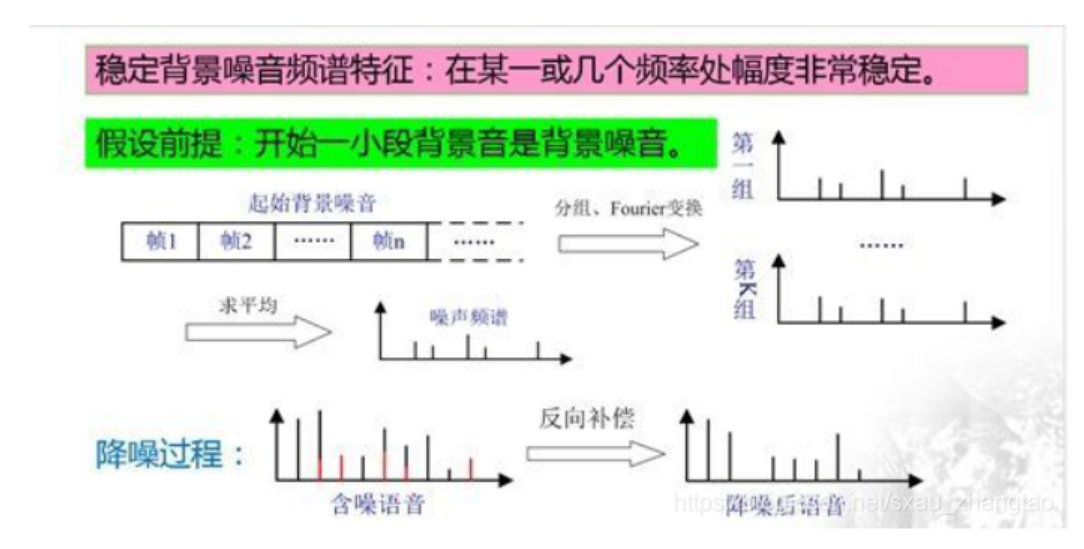 稳定背景噪音频谱特征：在某一或几个频率处幅度非常稳定。
假设前提：开始一小段背景音是背景噪音。
第一组
起始背景噪音
分组、Fourier变换
帧1 帧2 …… 帧n ……
……
第K组
求平均
噪声频谱
降噪过程：
反向补偿
含噪语音
降噪后语音